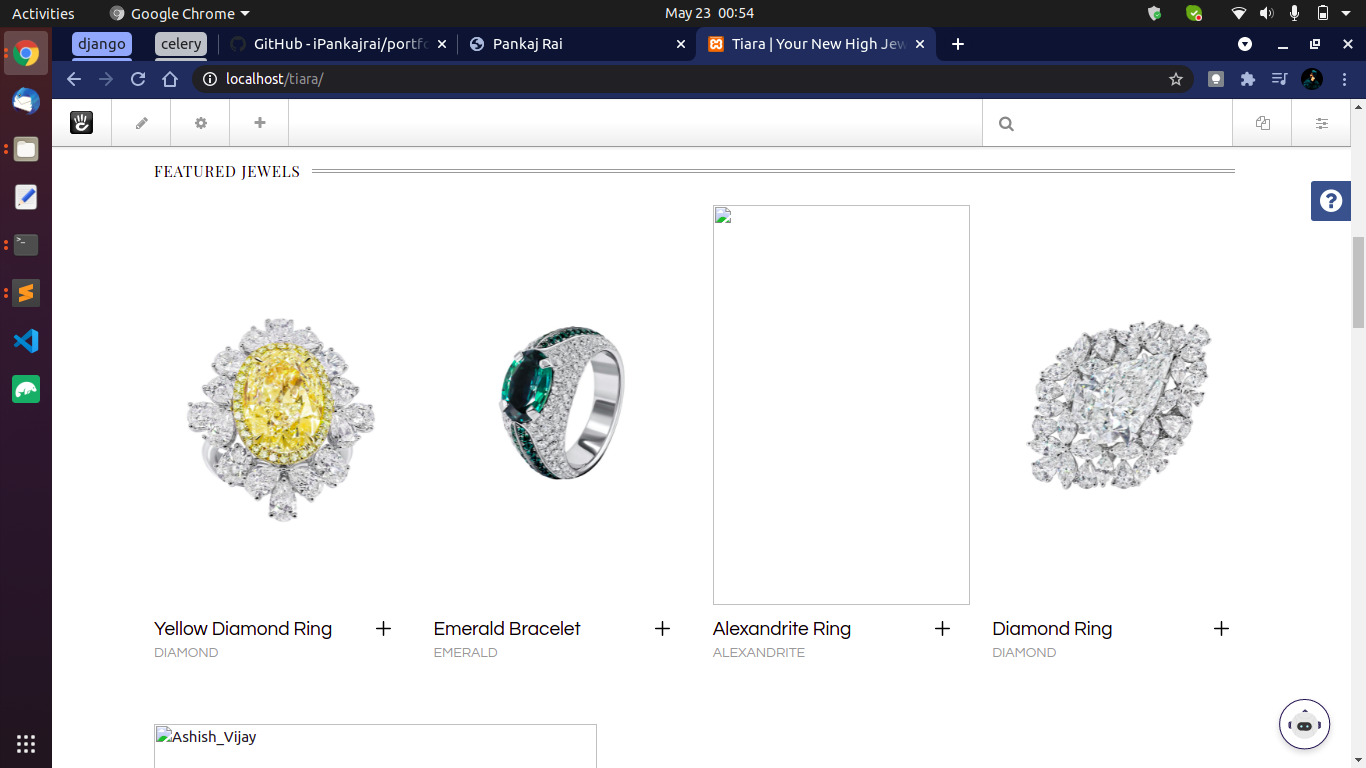 Activities
Google Chrome
May 23 00:54
django
celery
GitHub - iPankajrai/portfo
Pankaj Rai
Tiara | Your New High Jew
localhost/tiara/
FEATURED JEWELS
Yellow Diamond Ring
DIAMOND
Emerald Bracelet
EMERALD
Alexandrite Ring
ALEXANDRITE
Diamond Ring
DIAMOND
Ashish_Vijay